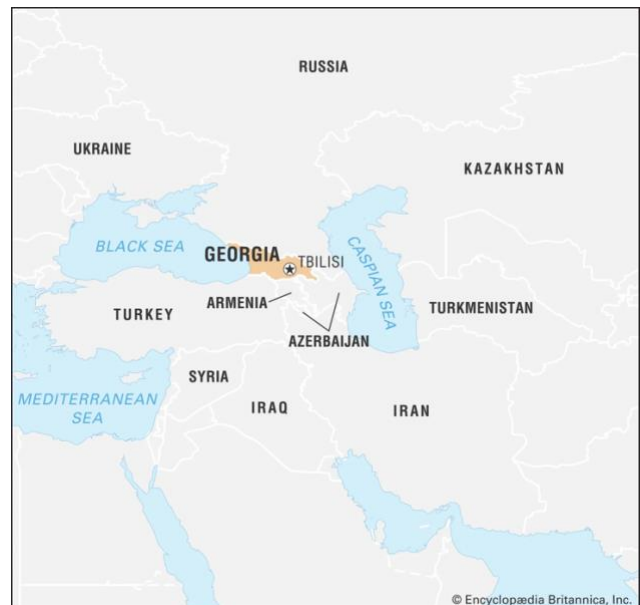 RUSSIA
UKRAINE
KAZAKHSTAN
BLACK SEA
GEORGIA
TBILISI
CASPIAN SEA
ARMENIA
TURKEY
TURKMENISTAN
AZERBAIJAN
SYRIA
MEDITERRANEAN
SEA
IRAQ
IRAN
© Encyclopædia Britannica, Inc.